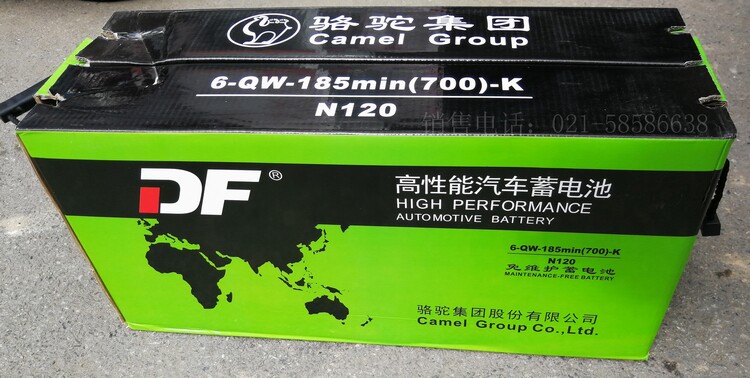 骆驼集团
Camel Group
6-QW-185min(700)-K
N120
销售电话：021-58586638
DF®
高性能汽车蓄电池
HIGH PERFORMANCE
AUTOMOTIVE BATTERY
6-QW-185min(700)-K
N120
免维护蓄电池
MAINTENANCE-FREE BATTERY
骆驼集团股份有限公司
Camel Group Co.,Ltd.